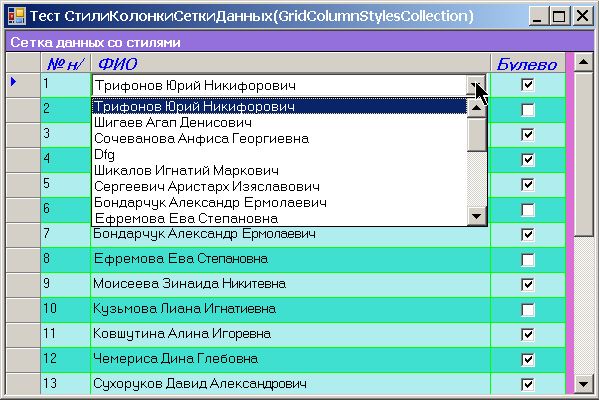 Тест СтилиКолонкиСеткиДанных(GridColumnStylesCollection)
Сетка данных со стилями
№ н/ ФИО Булево
1 Трифонов Юрий Никифорович
2 Трифонов Юрий Никифорович
Шигаев Агап Денисович
3 Сочеванова Анфиса Георгиевна
Dfg
4 Шикалов Игнатий Маркович
5 Сергеевич Аристарх Изяславович
Бондарчук Александр Ермолаевич
6 Ефремова Ева Степановна
7 Бондарчук Александр Ермолаевич
8 Ефремова Ева Степановна
9 Моисеева Зинаида Никитевна
10 Кузьмова Лиана Игнатиевна
11 Ковшутина Алина Игоревна
12 Чемериса Дина Глебовна
13 Сухоруков Давид Александрович